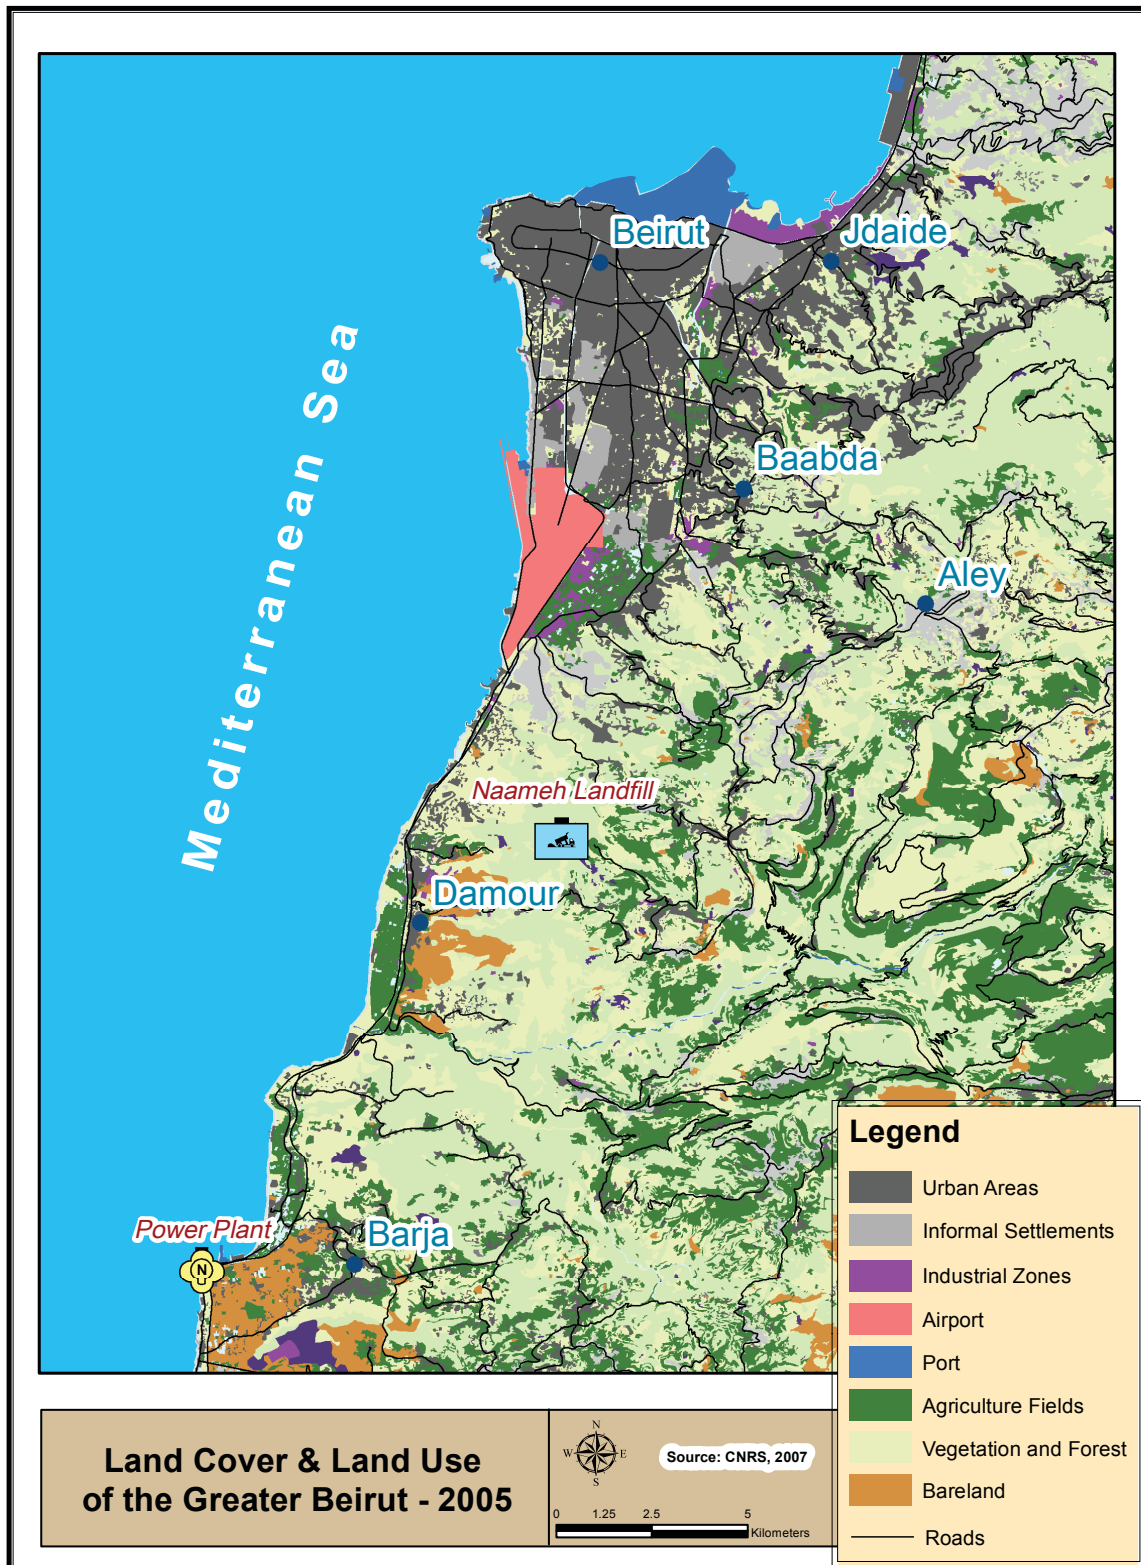 Beirut
Jdaide
Mediterranean Sea
Baabda
Aley
Naameh Landfill
Damour
Power Plant
N
Barja
Legend
Urban Areas
Informal Settlements
Industrial Zones
Airport
Port
Agriculture Fields
Vegetation and Forest
Bareland
Roads
Land Cover & Land Use
of the Greater Beirut - 2005
N
W E
S
Source: CNRS, 2007
0 1.25 2.5 5
Kilometers